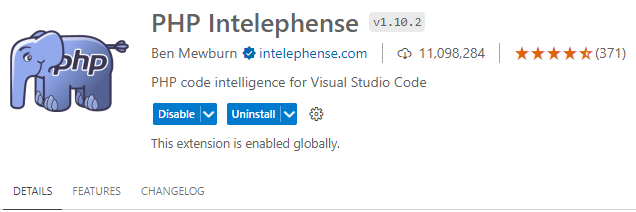 PHP Intelephense v1.10.2
Ben Mewburn intelephense.com 11,098,284 (371)
php
PHP code intelligence for Visual Studio Code
Disable Uninstall
This extension is enabled globally.
DETAILS FEATURES CHANGELOG